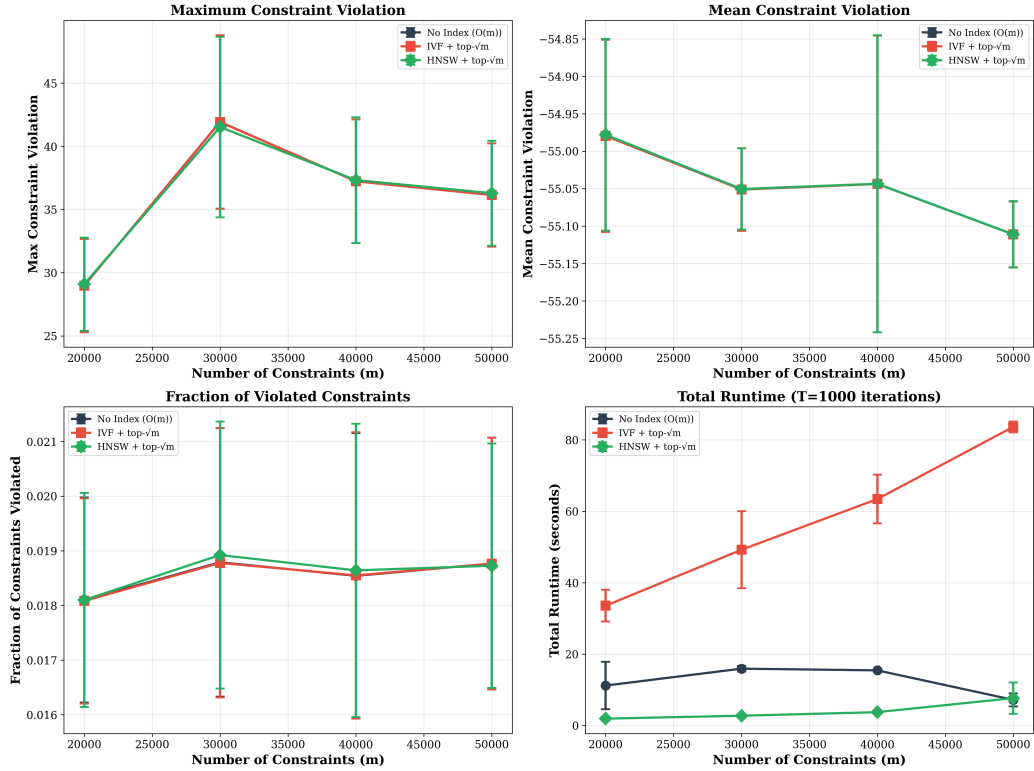 Maximum Constraint Violation
No Index (O(m))
IVF + top-√m
HNSW + top-√m
45
40
35
30
25
Max Constraint Violation
20000 25000 30000 35000 40000 45000 50000
Number of Constraints (m)
Mean Constraint Violation
No Index (O(m))
IVF + top-√m
HNSW + top-√m
−54.85
−54.90
−54.95
−55.00
−55.05
−55.10
−55.15
−55.20
−55.25
Mean Constraint Violation
20000 25000 30000 35000 40000 45000 50000
Number of Constraints (m)
Fraction of Violated Constraints
No Index (O(m))
IVF + top-√m
HNSW + top-√m
0.021
0.020
0.019
0.018
0.017
0.016
Fraction of Constraints Violated
20000 25000 30000 35000 40000 45000 50000
Number of Constraints (m)
Total Runtime (T=1000 iterations)
No Index (O(m))
IVF + top-√m
HNSW + top-√m
80
60
40
20
0
Total Runtime (seconds)
20000 25000 30000 35000 40000 45000 50000
Number of Constraints (m)